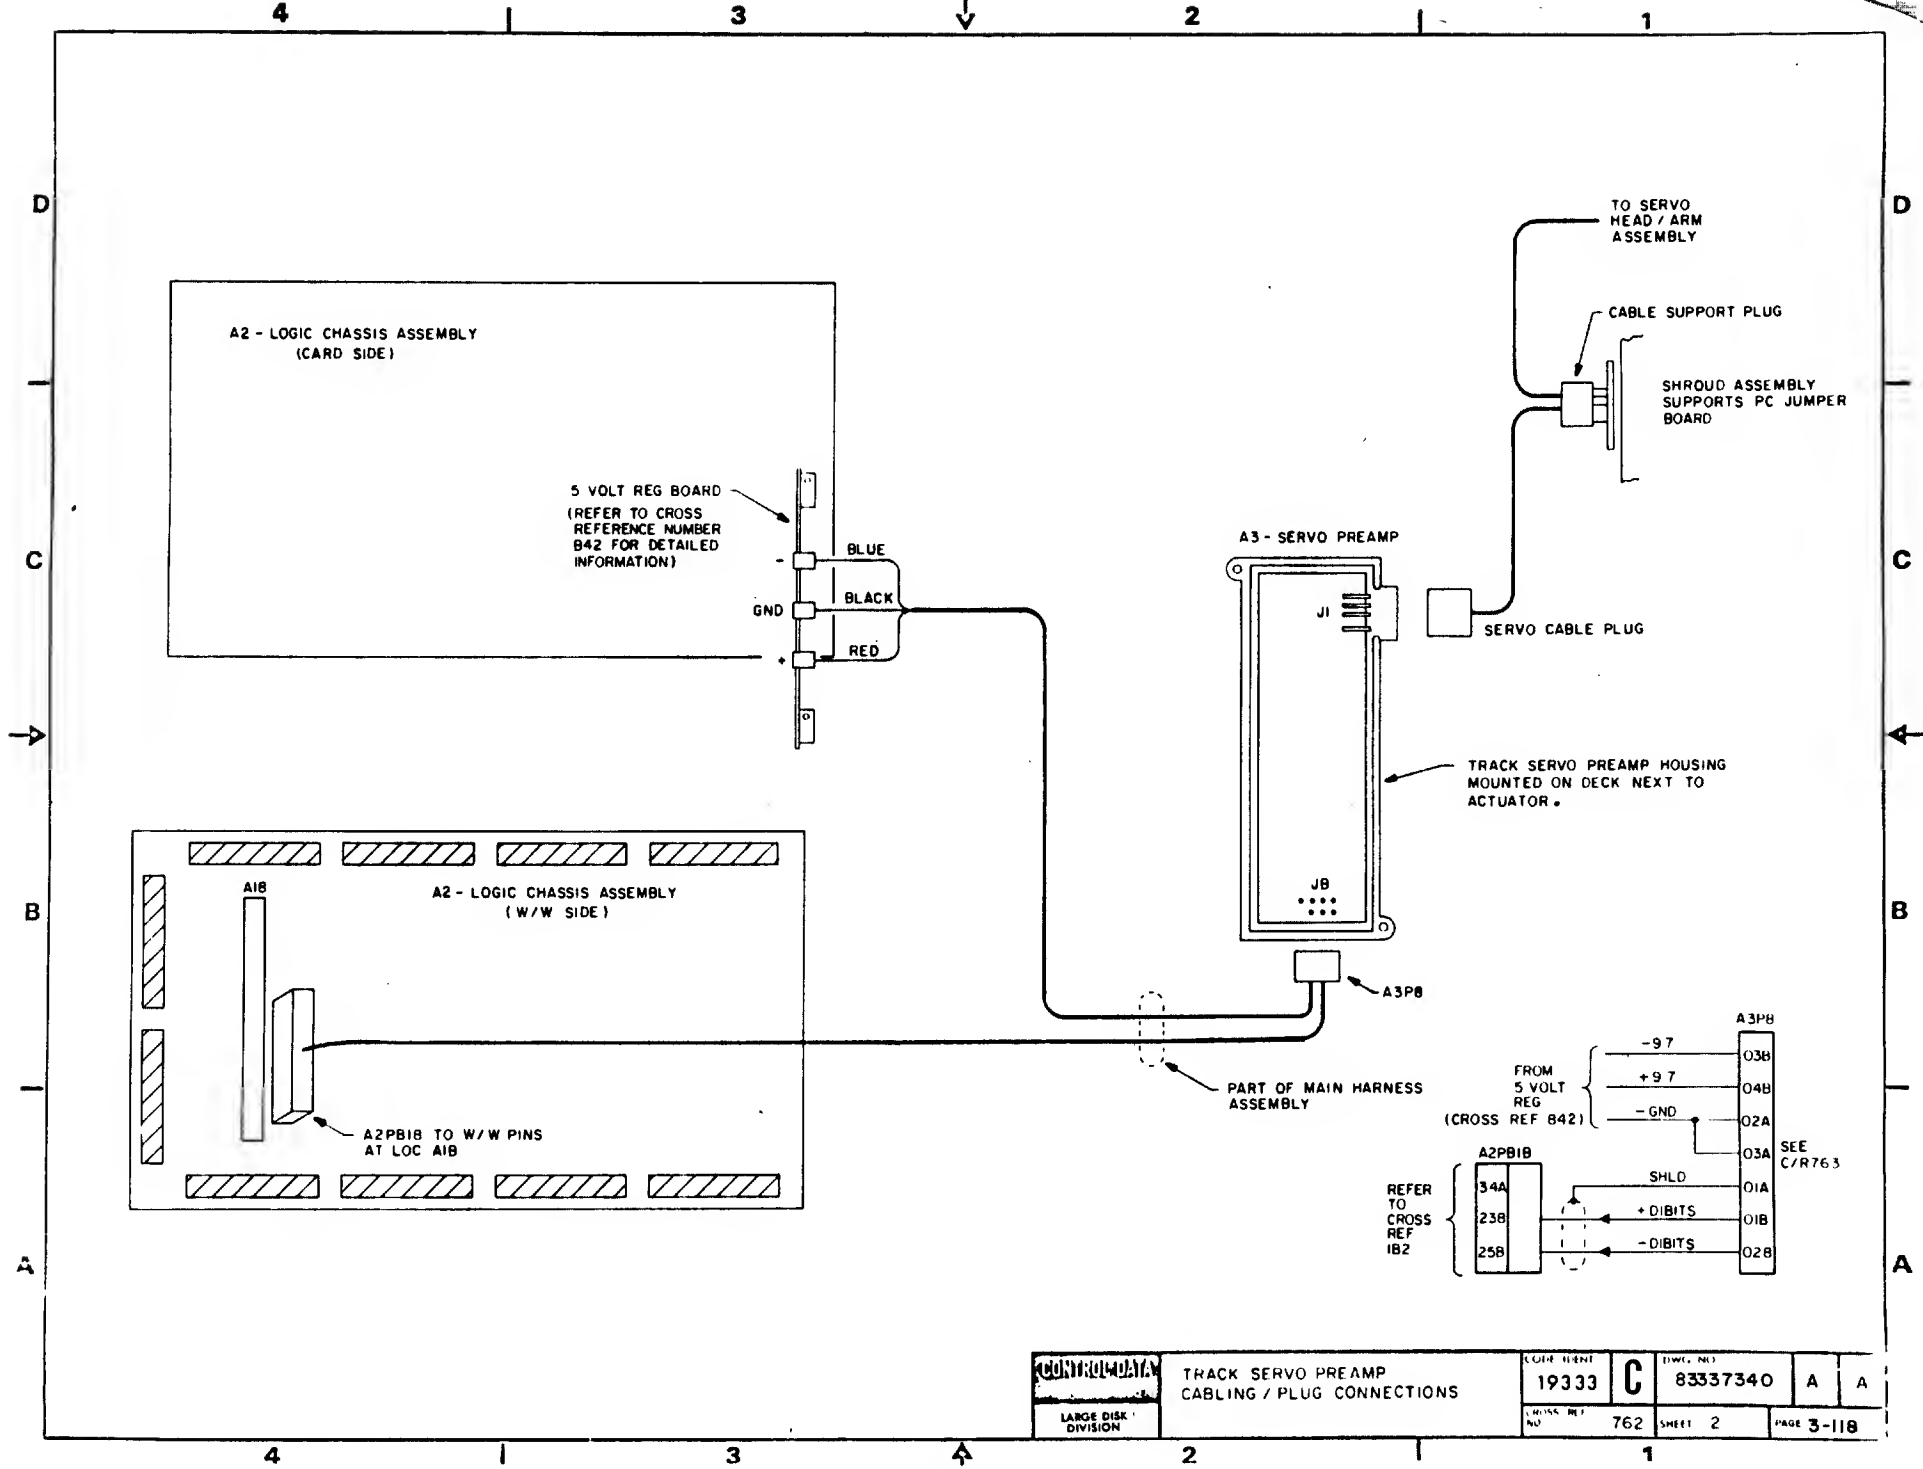 4
3
2
1
D
D
TO SERVO
HEAD / ARM
ASSEMBLY
CABLE SUPPORT PLUG
A2 - LOGIC CHASSIS ASSEMBLY
(CARD SIDE)
SHROUD ASSEMBLY
SUPPORTS PC JUMPER
BOARD
5 VOLT REG BOARD
(REFER TO CROSS
REFERENCE NUMBER
842 FOR DETAILED
INFORMATION)
C
C
-
BLUE
GND
BLACK
+
RED
A3 - SERVO PREAMP
J1
SERVO CABLE PLUG
TRACK SERVO PREAMP HOUSING
MOUNTED ON DECK NEXT TO
ACTUATOR.
B
B
A18
A2 - LOGIC CHASSIS ASSEMBLY
(W/W SIDE)
J8
A3P8
A2PB18 TO W/W PINS
AT LOC A18
PART OF MAIN HARNESS
ASSEMBLY
A3P8
FROM
5 VOLT
REG
(CROSS REF 842)
-9.7
03B
+9.7
04B
-GND
02A
03A
SEE
C/R763
A2PB18
REFER
TO
CROSS
REF
182
34A
SHLD
01A
23B
+DIBITS
01B
25B
-DIBITS
02B
A
A
CONTROL DATA
LARGE DISK
DIVISION
TRACK SERVO PREAMP
CABLING / PLUG CONNECTIONS
CODE IDENT
19333
C
DWG. NO.
83337340
A
A
CROSS REF
NO.
762
SHEET 2
PAGE 3-118
4
3
2
1